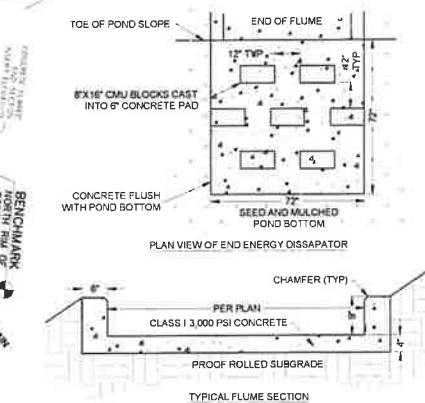 TOE OF POND SLOPE
END OF FLUME
12" TYP
12"
TYP
8"X16" CMU BLOCKS CAST
INTO 6" CONCRETE PAD
72"
CONCRETE FLUSH
WITH POND BOTTOM
72"
SEED AND MULCHED
POND BOTTOM
PLAN VIEW OF END ENERGY DISSAPATOR
BENCHMARK
NORTH RIM OF
CHAMFER (TYP)
6"
PER PLAN
CLASS I 3,000 PSI CONCRETE
4"
PROOF ROLLED SUBGRADE
TYPICAL FLUME SECTION